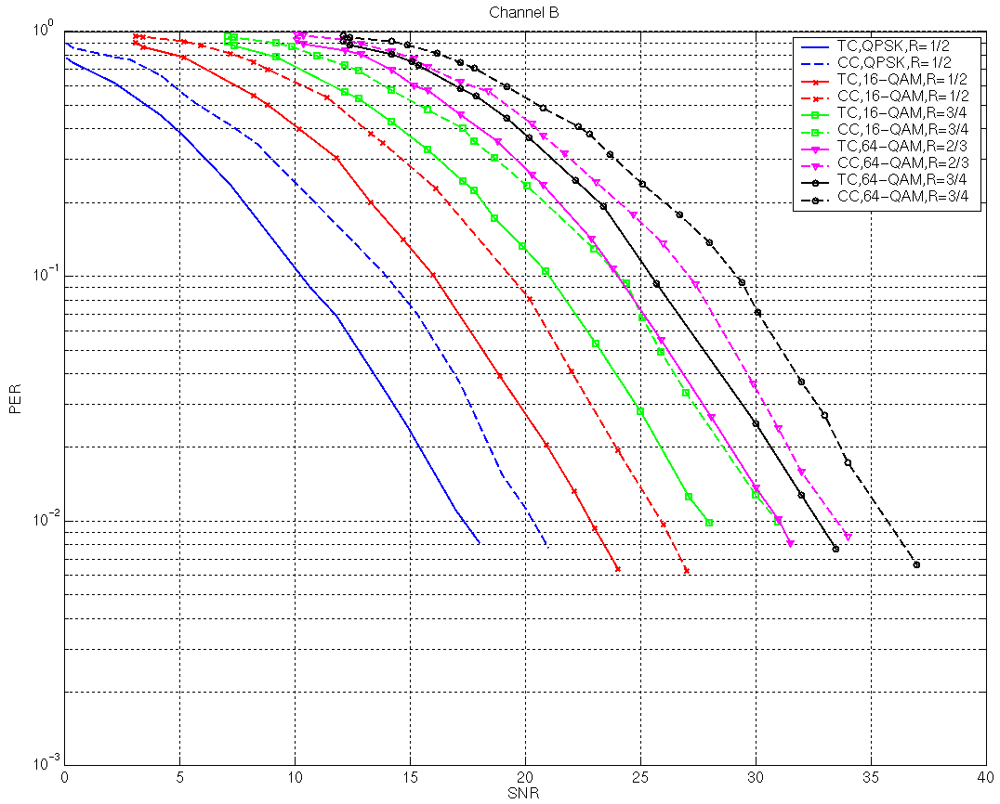 Channel B
10^0
10^-1
10^-2
10^-3
PER
TC,QPSK,R=1/2
CC,QPSK,R=1/2
TC,16-QAM,R=1/2
CC,16-QAM,R=1/2
TC,16-QAM,R=3/4
CC,16-QAM,R=3/4
TC,64-QAM,R=2/3
CC,64-QAM,R=2/3
TC,64-QAM,R=3/4
CC,64-QAM,R=3/4
0 5 10 15 20 25 30 35 40
SNR